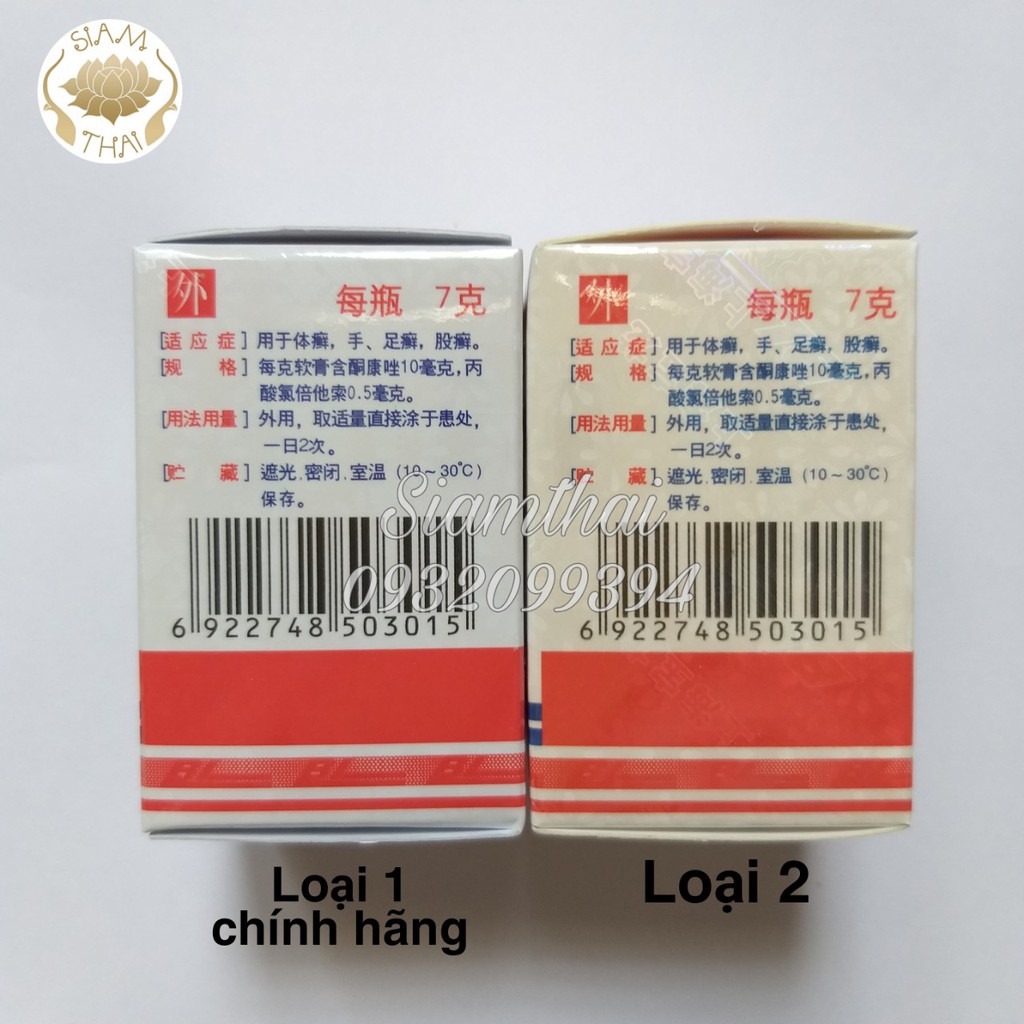 SIAM
THAI
外
每瓶 7克
[适应症] 用于体癣，手、足癣，股癣。
[规 格] 每克软膏含酮康唑10毫克，丙
酸氯倍他索0.5毫克。
[用法用量] 外用，取适量直接涂于患处，
一日2次。
[贮 藏] 遮光.密闭.室温（10～30℃）
保存。
6 922748 503015
外
每瓶 7克
[适应症] 用于体癣，手、足癣，股癣。
[规 格] 每克软膏含酮康唑10毫克，丙
酸氯倍他索0.5毫克。
[用法用量] 外用，取适量直接涂于患处，
一日2次。
[贮 藏] 遮光.密闭.室温（10～30℃）
保存。
6 922748 503015
Siamthai
0932099394
Loại 1
chính hãng
Loại 2